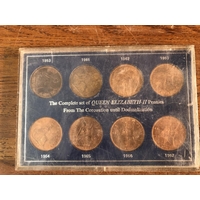 1953 1961 1962 1963
The Complete set of QUEEN ELIZABETH II Pennies
From The Coronation until Decimalisation
1964 1965 1966 1967